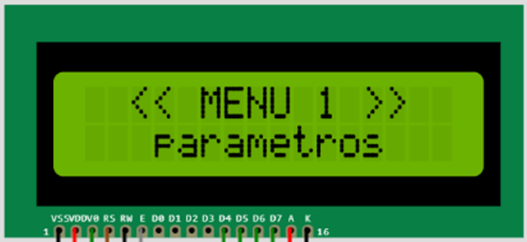 << MENU 1 >>
parametros
VSS VDD V0 RS RW E D0 D1 D2 D3 D4 D5 D6 D7 A K
1 16